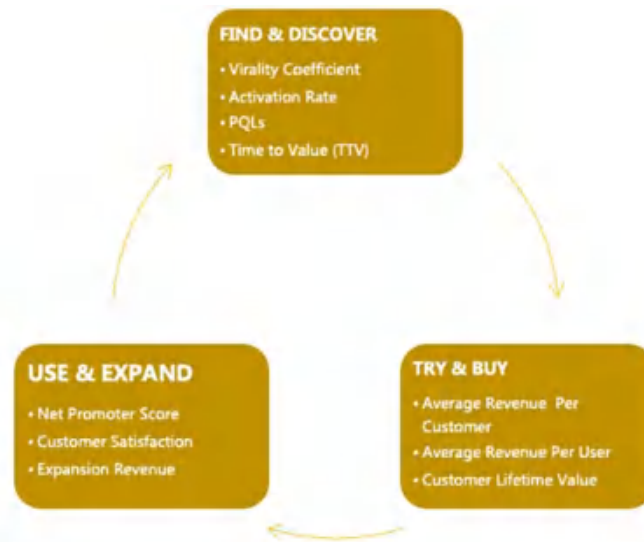 FIND & DISCOVER
• Virality Coefficient
• Activation Rate
• PQLs
• Time to Value (TTV)
USE & EXPAND
• Net Promoter Score
• Customer Satisfaction
• Expansion Revenue
TRY & BUY
• Average Revenue Per
Customer
• Average Revenue Per User
• Customer Lifetime Value